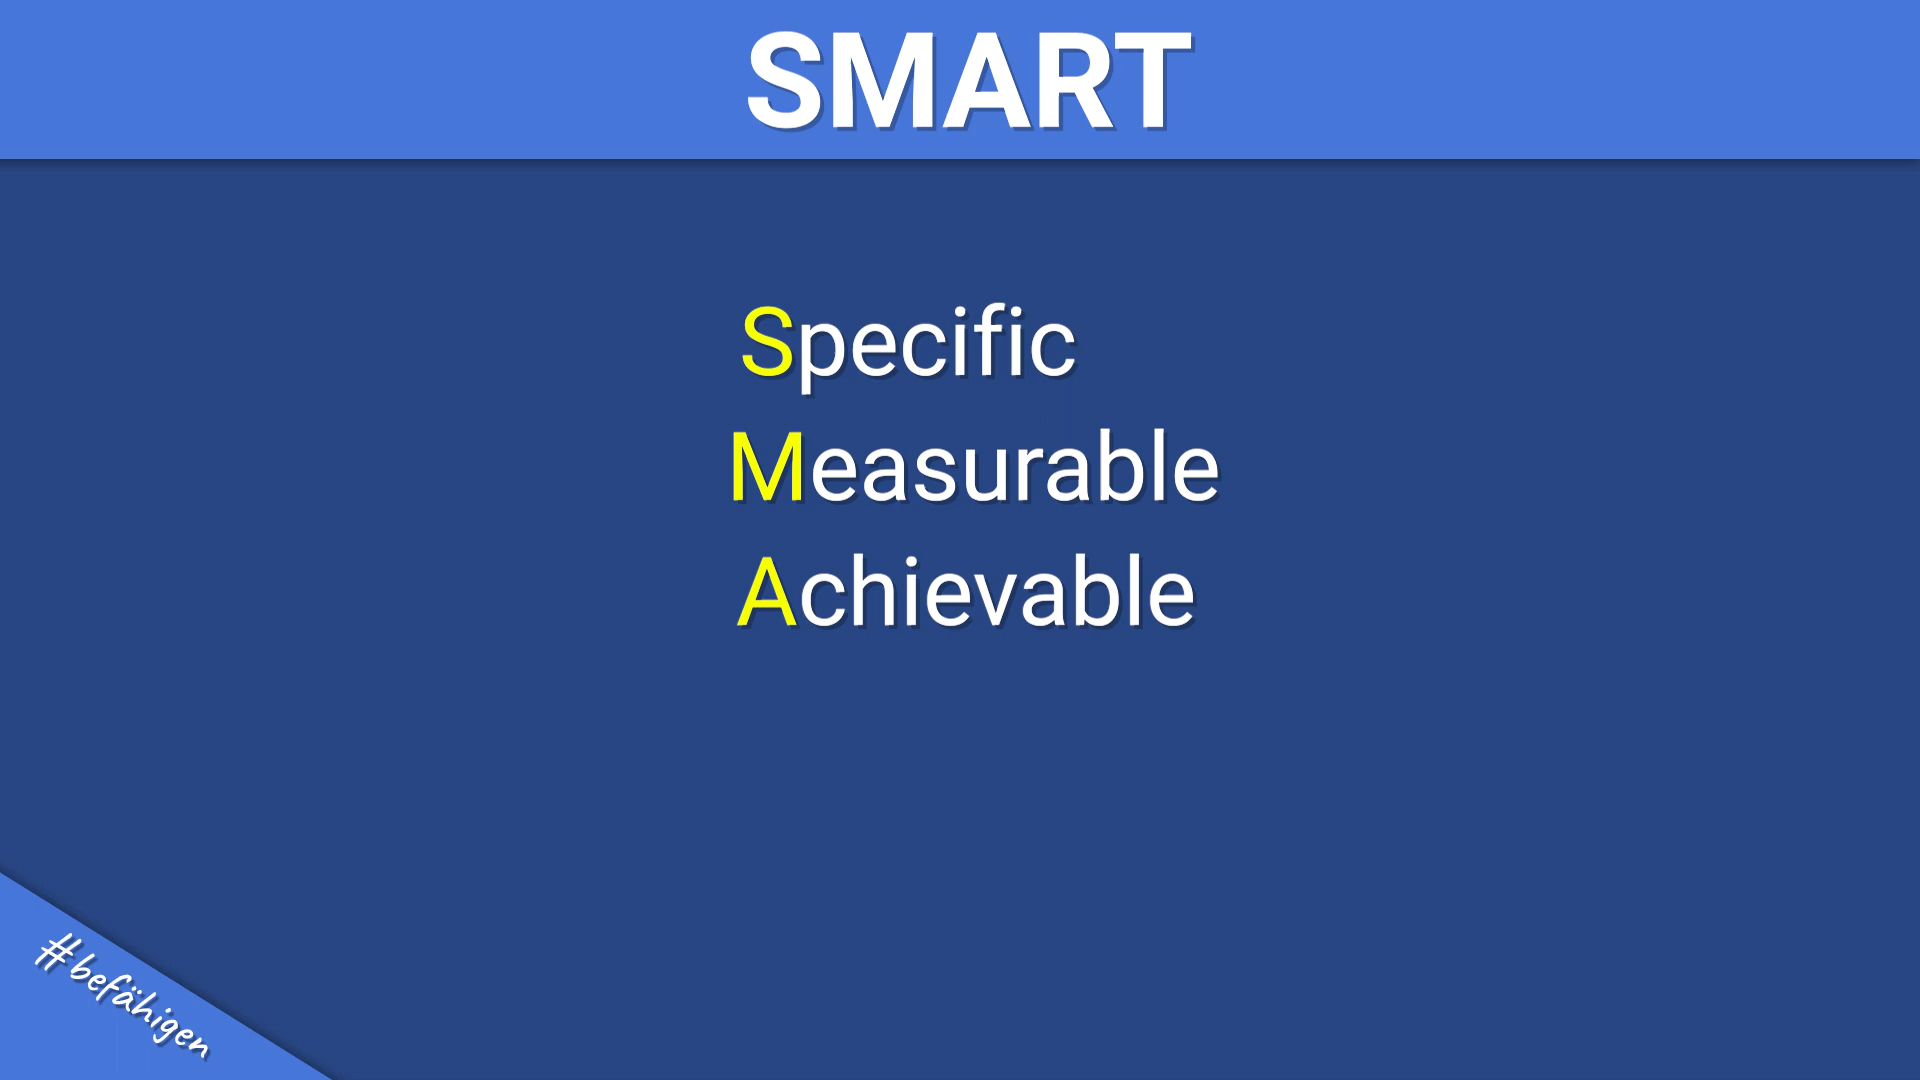 SMART
Specific
Measurable
Achievable
#befähigen